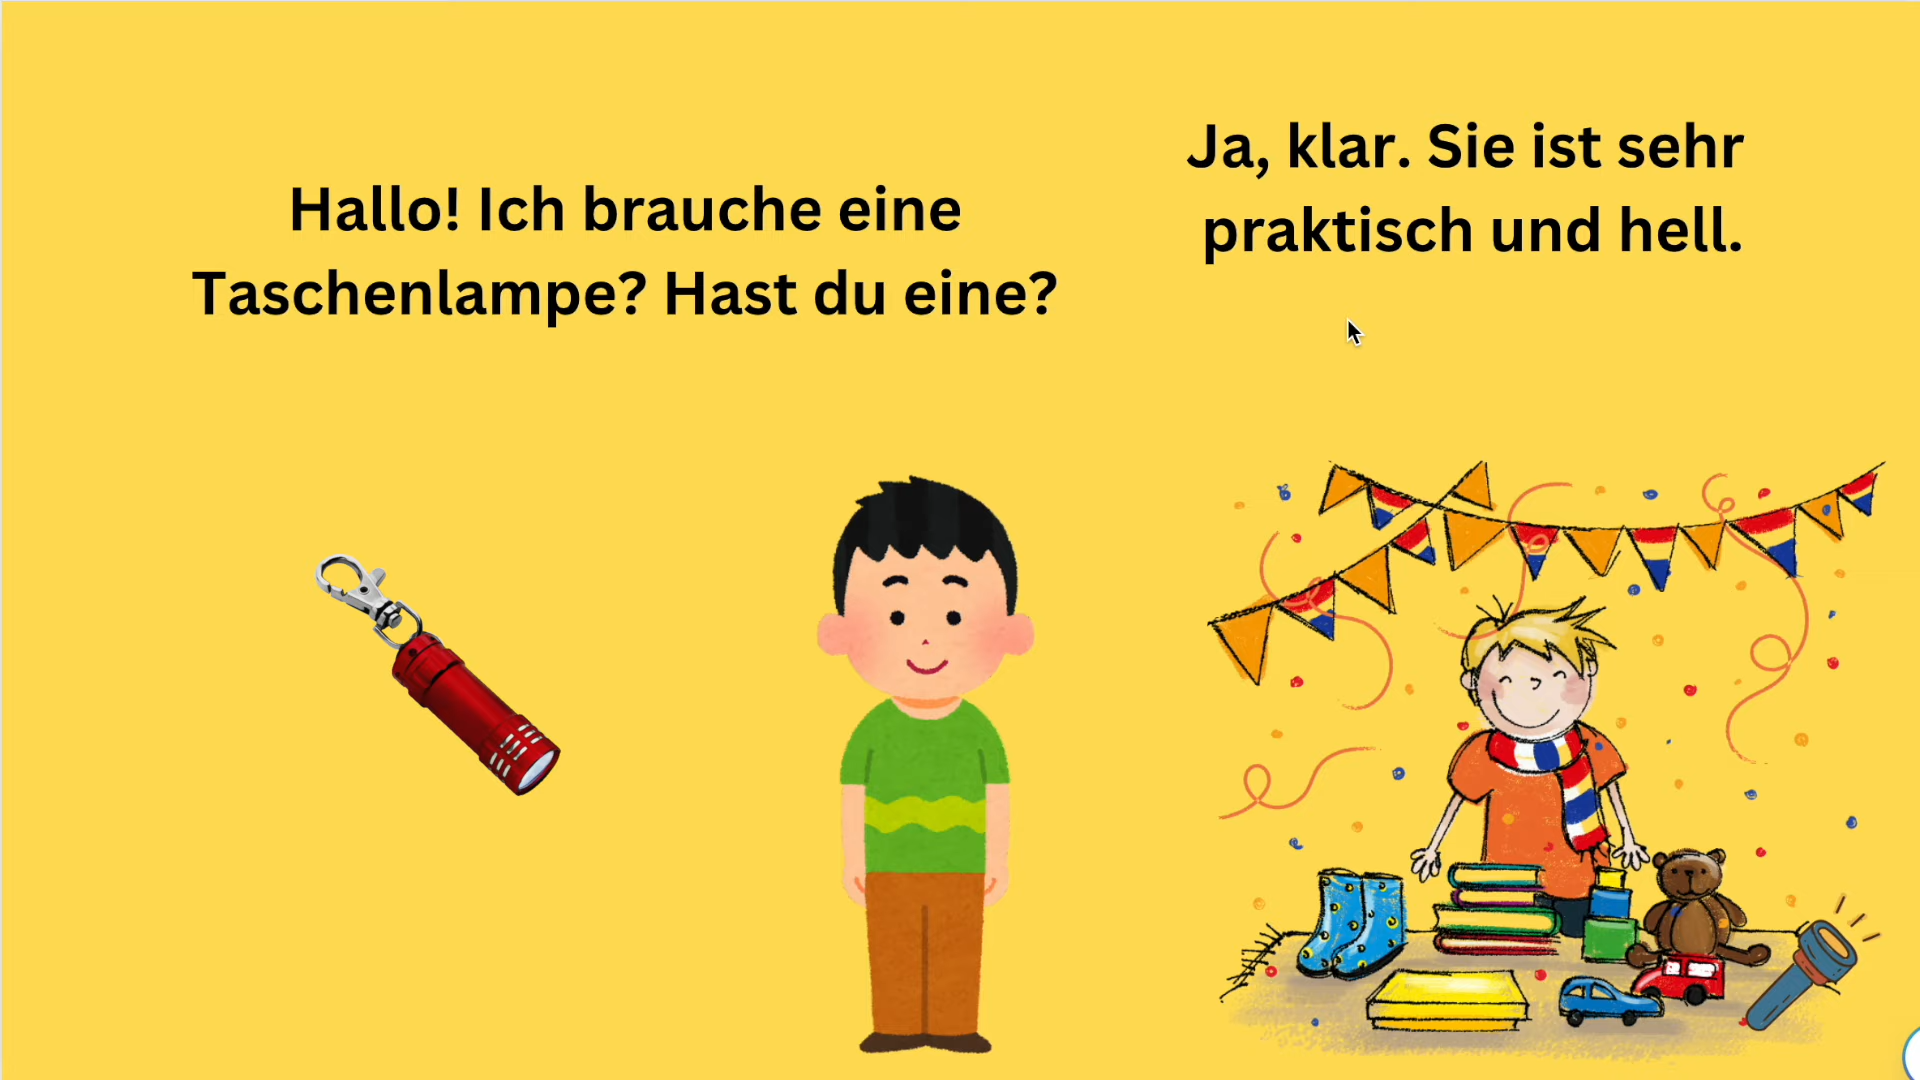 Hallo! Ich brauche eine
Taschenlampe? Hast du eine?
Ja, klar. Sie ist sehr
praktisch und hell.